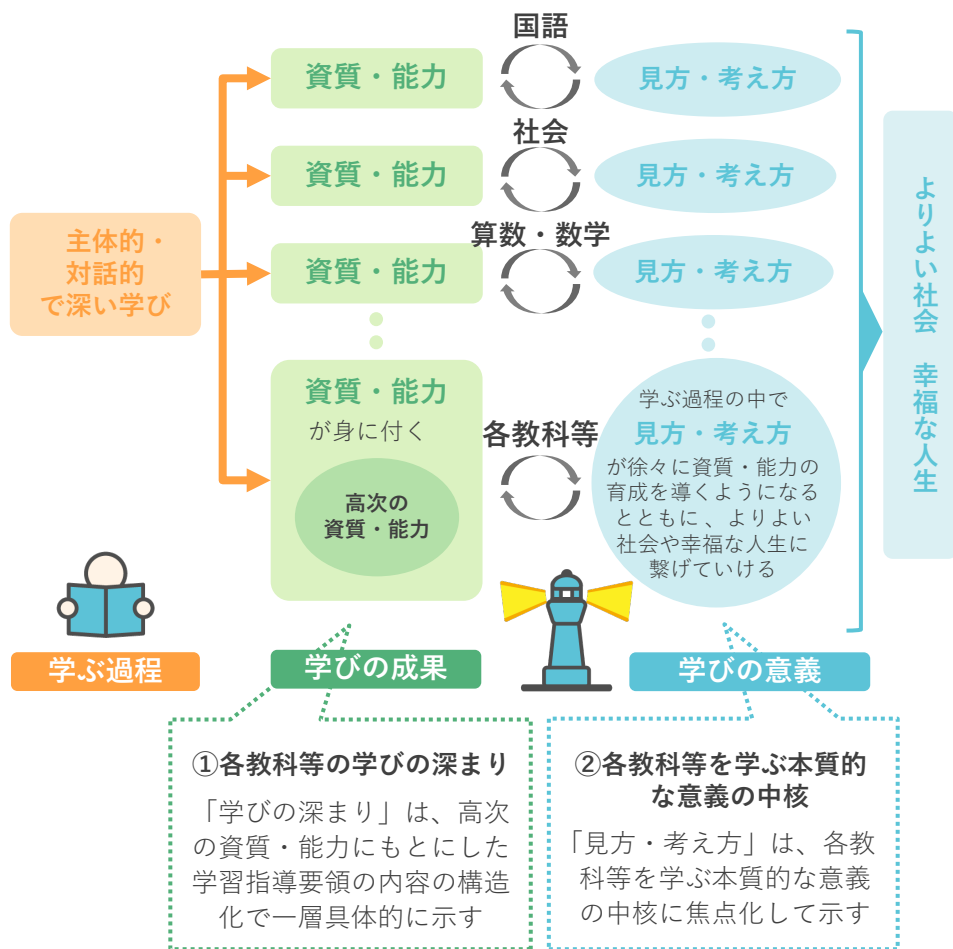 国語
資質・能力
見方・考え方
社会
資質・能力
見方・考え方
算数・数学
資質・能力
見方・考え方
主体的・
対話的
で深い学び
資質・能力
が身に付く
高次の
資質・能力
各教科等
学ぶ過程の中で
見方・考え方
が徐々に資質・能力の
育成を導くようになる
とともに 、よりよい
社会や幸福な人生に
繋げていける
よりよい社会　幸福な人生
学ぶ過程
学びの成果
学びの意義
①各教科等の学びの深まり
「学びの深まり」は、高次
の資質・能力にもとにした
学習指導要領の内容の構造
化で一層具体的に示す
②各教科等を学ぶ本質的
な意義の中核
「見方・考え方」は、各教
科等を学ぶ本質的な意義
の中核に焦点化して示す